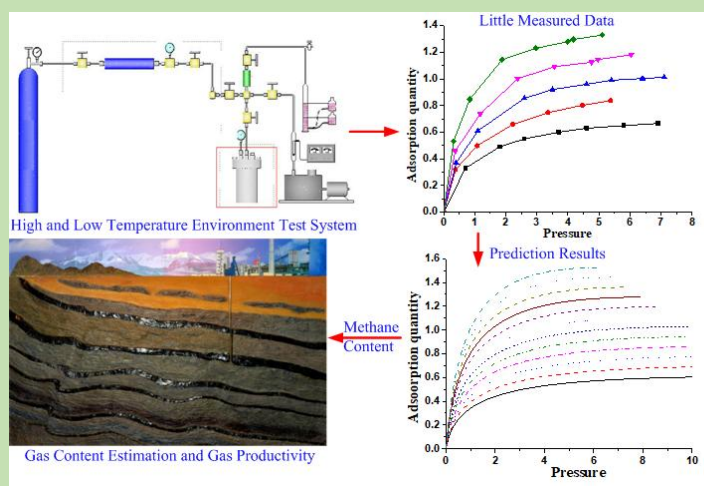 Little Measured Data
1.4
1.2
1.0
0.8
0.6
0.4
0.2
0.0
Adsorption quantity
0 1 2 3 4 5 6 7 8
Pressure
High and Low Temperature Environment Test System
Prediction Results
1.6
1.4
1.2
1.0
0.8
0.6
0.4
0.2
0.0
Adsoorption quantity
0 2 4 6 8 10
Pressure
Methane
Content
Gas Content Estimation and Gas Productivity